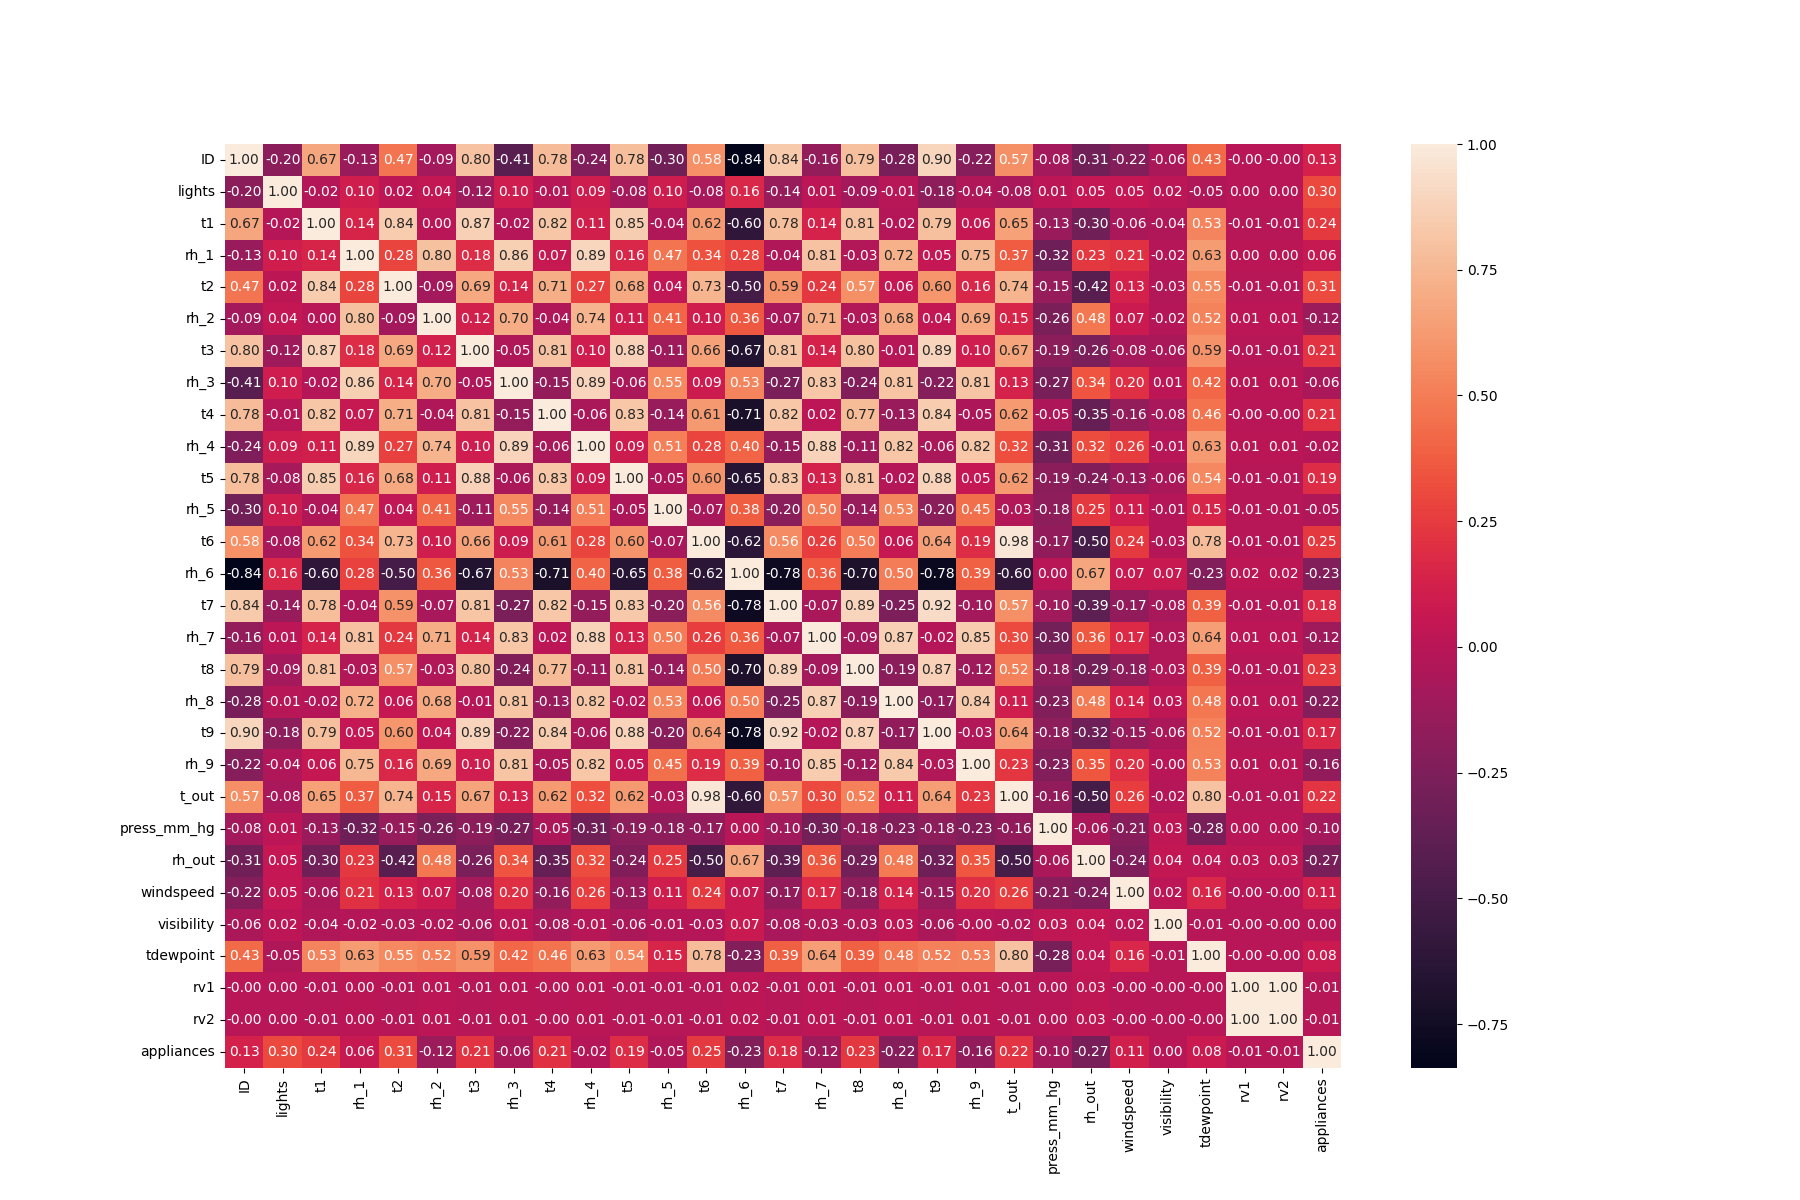 ID 1.00 -0.20 0.67 -0.13 0.47 -0.09 0.80 -0.41 0.78 -0.24 0.78 -0.30 0.58 -0.84 0.84 -0.16 0.79 -0.28 0.90 -0.22 0.57 -0.08 -0.31 -0.22 -0.06 0.43 -0.00 -0.00 0.13
lights -0.20 1.00 -0.02 0.10 0.02 0.04 -0.12 0.10 -0.01 0.09 -0.08 0.10 -0.08 0.16 -0.14 0.01 -0.09 -0.01 -0.18 -0.04 -0.08 0.01 0.05 0.05 0.02 -0.05 0.00 0.00 0.30
t1 0.67 -0.02 1.00 0.14 0.84 0.00 0.87 -0.02 0.82 0.11 0.85 -0.04 0.62 -0.60 0.78 0.14 0.81 -0.02 0.79 0.06 0.65 -0.13 -0.30 -0.06 -0.04 0.53 -0.01 -0.01 0.24
rh_1 -0.13 0.10 0.14 1.00 0.28 0.80 0.18 0.86 0.07 0.89 0.16 0.47 0.34 0.28 -0.04 0.81 -0.03 0.72 0.05 0.75 0.37 -0.32 0.23 0.21 -0.02 0.63 0.00 0.00 0.06
t2 0.47 0.02 0.84 0.28 1.00 -0.09 0.69 0.14 0.71 0.27 0.68 0.04 0.73 -0.50 0.59 0.24 0.57 0.06 0.60 0.16 0.74 -0.15 -0.42 0.13 -0.03 0.55 -0.01 -0.01 0.31
rh_2 -0.09 0.04 0.00 0.80 -0.09 1.00 0.12 0.70 -0.04 0.74 0.11 0.41 0.10 0.36 -0.07 0.71 -0.03 0.68 0.04 0.69 0.15 -0.26 0.48 0.07 -0.02 0.52 0.01 0.01 -0.12
t3 0.80 -0.12 0.87 0.18 0.69 0.12 1.00 -0.05 0.81 0.10 0.88 -0.11 0.66 -0.67 0.81 0.14 0.80 -0.01 0.89 0.10 0.67 -0.19 -0.26 -0.08 -0.06 0.59 -0.01 -0.01 0.21
rh_3 -0.41 0.10 -0.02 0.86 0.14 0.70 -0.05 1.00 -0.15 0.89 -0.06 0.55 0.09 0.53 -0.27 0.83 -0.24 0.81 -0.22 0.81 0.13 -0.27 0.34 0.20 0.01 0.42 0.01 0.01 -0.06
t4 0.78 -0.01 0.82 0.07 0.71 -0.04 0.81 -0.15 1.00 -0.06 0.83 -0.14 0.61 -0.71 0.82 0.02 0.77 -0.13 0.84 -0.05 0.62 -0.05 -0.35 -0.16 -0.08 0.46 -0.00 -0.00 0.21
rh_4 -0.24 0.09 0.11 0.89 0.27 0.74 0.10 0.89 -0.06 1.00 0.09 0.51 0.28 0.40 -0.15 0.88 -0.11 0.82 -0.06 0.82 0.32 -0.31 0.32 0.26 -0.01 0.63 0.01 0.01 -0.02
t5 0.78 -0.08 0.85 0.16 0.68 0.11 0.88 -0.06 0.83 0.09 1.00 -0.05 0.60 -0.65 0.83 0.13 0.81 -0.02 0.88 0.05 0.62 -0.19 -0.24 -0.13 -0.06 0.54 -0.01 -0.01 0.19
rh_5 -0.30 0.10 -0.04 0.47 0.04 0.41 -0.11 0.55 -0.14 0.51 -0.05 1.00 -0.07 0.38 -0.20 0.50 -0.14 0.53 -0.20 0.45 -0.03 -0.18 0.25 0.11 -0.01 0.15 -0.01 -0.01 -0.05
t6 0.58 -0.08 0.62 0.34 0.73 0.10 0.66 0.09 0.61 0.28 0.60 -0.07 1.00 -0.62 0.56 0.26 0.50 0.06 0.64 0.19 0.98 -0.17 -0.50 0.24 -0.03 0.78 -0.01 -0.01 0.25
rh_6 -0.84 0.16 -0.60 0.28 -0.50 0.36 -0.67 0.53 -0.71 0.40 -0.65 0.38 -0.62 1.00 -0.78 0.36 -0.70 0.50 -0.78 0.39 -0.60 0.00 0.67 0.07 0.07 -0.23 0.02 0.02 -0.23
t7 0.84 -0.14 0.78 -0.04 0.59 -0.07 0.81 -0.27 0.82 -0.15 0.83 -0.20 0.56 -0.78 1.00 -0.07 0.89 -0.25 0.92 -0.10 0.57 -0.10 -0.39 -0.17 -0.08 0.39 -0.01 -0.01 0.18
rh_7 -0.16 0.01 0.14 0.81 0.24 0.71 0.14 0.83 0.02 0.88 0.13 0.50 0.26 0.36 -0.07 1.00 -0.09 0.87 -0.02 0.85 0.30 -0.30 0.36 0.17 -0.03 0.64 0.01 0.01 -0.12
t8 0.79 -0.09 0.81 -0.03 0.57 -0.03 0.80 -0.24 0.77 -0.11 0.81 -0.14 0.50 -0.70 0.89 -0.09 1.00 -0.19 0.87 -0.12 0.52 -0.18 -0.29 -0.18 -0.03 0.39 -0.01 -0.01 0.23
rh_8 -0.28 -0.01 -0.02 0.72 0.06 0.68 -0.01 0.81 -0.13 0.82 -0.02 0.53 0.06 0.50 -0.25 0.87 -0.19 1.00 -0.17 0.84 0.11 -0.23 0.48 0.14 0.03 0.48 0.01 0.01 -0.22
t9 0.90 -0.18 0.79 0.05 0.60 0.04 0.89 -0.22 0.84 -0.06 0.88 -0.20 0.64 -0.78 0.92 -0.02 0.87 -0.17 1.00 -0.03 0.64 -0.18 -0.32 -0.15 -0.06 0.52 -0.01 -0.01 0.17
rh_9 -0.22 -0.04 0.06 0.75 0.16 0.69 0.10 0.81 -0.05 0.82 0.05 0.45 0.19 0.39 -0.10 0.85 -0.12 0.84 -0.03 1.00 0.23 -0.23 0.35 0.20 -0.00 0.53 0.01 0.01 -0.16
t_out 0.57 -0.08 0.65 0.37 0.74 0.15 0.67 0.13 0.62 0.32 0.62 -0.03 0.98 -0.60 0.57 0.30 0.52 0.11 0.64 0.23 1.00 -0.16 -0.50 0.26 -0.02 0.80 -0.01 -0.01 0.22
press_mm_hg -0.08 0.01 -0.13 -0.32 -0.15 -0.26 -0.19 -0.27 -0.05 -0.31 -0.19 -0.18 -0.17 0.00 -0.10 -0.30 -0.18 -0.23 -0.18 -0.23 -0.16 1.00 -0.06 -0.21 0.03 -0.28 0.00 0.00 -0.10
rh_out -0.31 0.05 -0.30 0.23 -0.42 0.48 -0.26 0.34 -0.35 0.32 -0.24 0.25 -0.50 0.67 -0.39 0.36 -0.29 0.48 -0.32 0.35 -0.50 -0.06 1.00 -0.24 0.04 0.04 0.03 0.03 -0.27
windspeed -0.22 0.05 -0.06 0.21 0.13 0.07 -0.08 0.20 -0.16 0.26 -0.13 0.11 0.24 0.07 -0.17 0.17 -0.18 0.14 -0.15 0.20 0.26 -0.21 -0.24 1.00 0.02 0.16 -0.00 -0.00 0.11
visibility -0.06 0.02 -0.04 -0.02 -0.03 -0.02 -0.06 0.01 -0.08 -0.01 -0.06 -0.01 -0.03 0.07 -0.08 -0.03 -0.03 0.03 -0.06 -0.00 -0.02 0.03 0.04 0.02 1.00 -0.01 -0.00 -0.00 0.00
tdewpoint 0.43 -0.05 0.53 0.63 0.55 0.52 0.59 0.42 0.46 0.63 0.54 0.15 0.78 -0.23 0.39 0.64 0.39 0.48 0.52 0.53 0.80 -0.28 0.04 0.16 -0.01 1.00 -0.00 -0.00 0.08
rv1 -0.00 0.00 -0.01 0.00 -0.01 0.01 -0.01 0.01 -0.00 0.01 -0.01 -0.01 -0.01 0.02 -0.01 0.01 -0.01 0.01 -0.01 0.01 -0.01 0.00 0.03 -0.00 -0.00 -0.00 1.00 1.00 -0.01
rv2 -0.00 0.00 -0.01 0.00 -0.01 0.01 -0.01 0.01 -0.00 0.01 -0.01 -0.01 -0.01 0.02 -0.01 0.01 -0.01 0.01 -0.01 0.01 -0.01 0.00 0.03 -0.00 -0.00 -0.00 1.00 1.00 -0.01
appliances 0.13 0.30 0.24 0.06 0.31 -0.12 0.21 -0.06 0.21 -0.02 0.19 -0.05 0.25 -0.23 0.18 -0.12 0.23 -0.22 0.17 -0.16 0.22 -0.10 -0.27 0.11 0.00 0.08 -0.01 -0.01 1.00
ID lights t1 rh_1 t2 rh_2 t3 rh_3 t4 rh_4 t5 rh_5 t6 rh_6 t7 rh_7 t8 rh_8 t9 rh_9 t_out press_mm_hg rh_out windspeed visibility tdewpoint rv1 rv2 appliances
1.00
0.75
0.50
0.25
0.00
−0.25
−0.50
−0.75